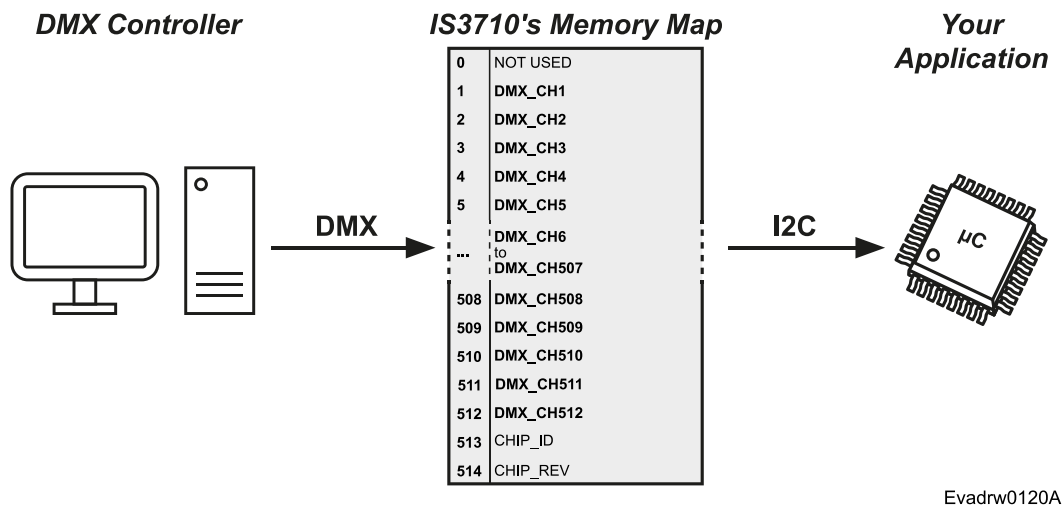 DMX Controller
IS3710's Memory Map
Your
Application
0 NOT USED
1 DMX_CH1
2 DMX_CH2
3 DMX_CH3
4 DMX_CH4
5 DMX_CH5
DMX_CH6
... to
DMX_CH507
508 DMX_CH508
509 DMX_CH509
510 DMX_CH510
511 DMX_CH511
512 DMX_CH512
513 CHIP_ID
514 CHIP_REV
DMX
I2C
µC
Evadrw0120A